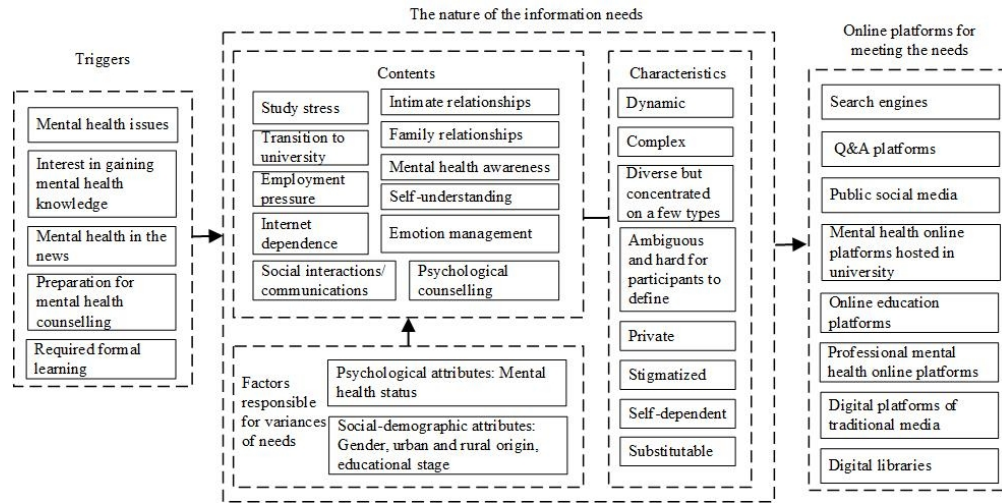 The nature of the information needs
Online platforms for
meeting the needs
Triggers
Mental health issues
Interest in gaining
mental health
knowledge
Mental health in the
news
Preparation for
mental health
counselling
Required formal
learning
Contents
Study stress
Transition to
university
Employment
pressure
Internet
dependence
Social interactions/
communications
Intimate relationships
Family relationships
Mental health awareness
Self-understanding
Emotion management
Psychological
counselling
Factors
responsible
for variances
of needs
Psychological attributes: Mental
health status
Social-demographic attributes:
Gender, urban and rural origin,
educational stage
Characteristics
Dynamic
Complex
Diverse but
concentrated
on a few types
Ambiguous
and hard for
participants to
define
Private
Stigmatized
Self-dependent
Substitutable
Search engines
Q&A platforms
Public social media
Mental health online
platforms hosted in
university
Online education
platforms
Professional mental
health online platforms
Digital platforms of
traditional media
Digital libraries